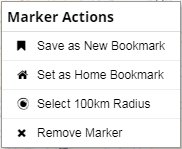 Marker Actions
Save as New Bookmark
Set as Home Bookmark
Select 100km Radius
Remove Marker